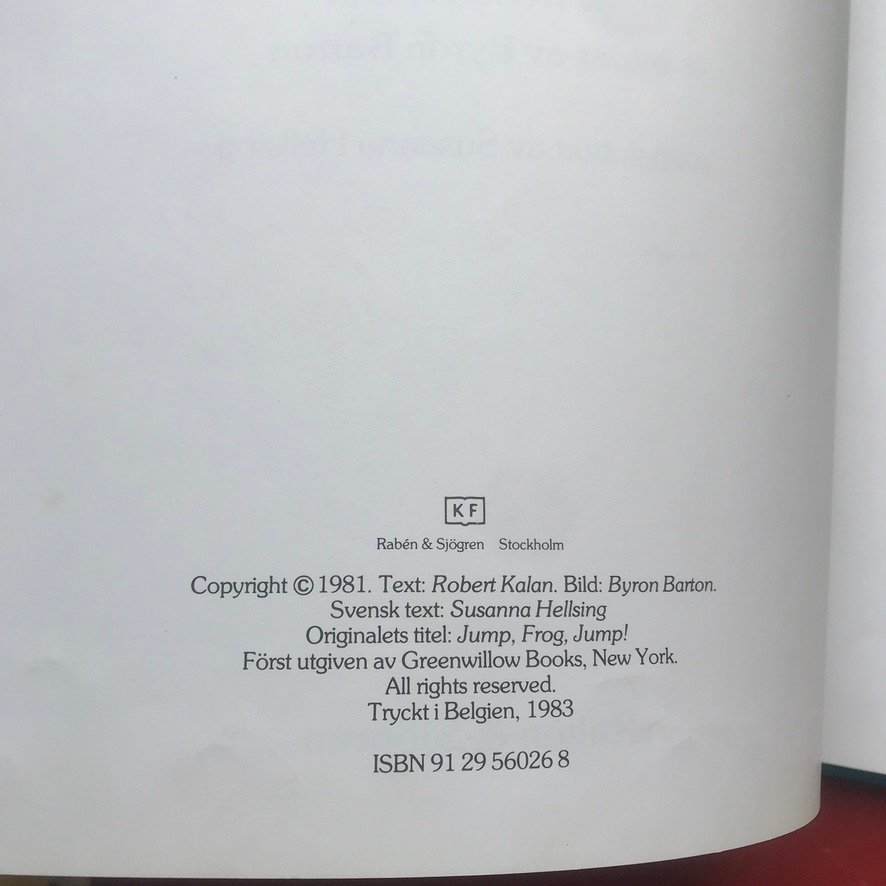 KF
Rabén & Sjögren Stockholm
Copyright © 1981. Text: Robert Kalan. Bild: Byron Barton.
Svensk text: Susanna Hellsing
Originalets titel: Jump, Frog, Jump!
Först utgiven av Greenwillow Books, New York.
All rights reserved.
Tryckt i Belgien, 1983
ISBN 91 29 56026 8